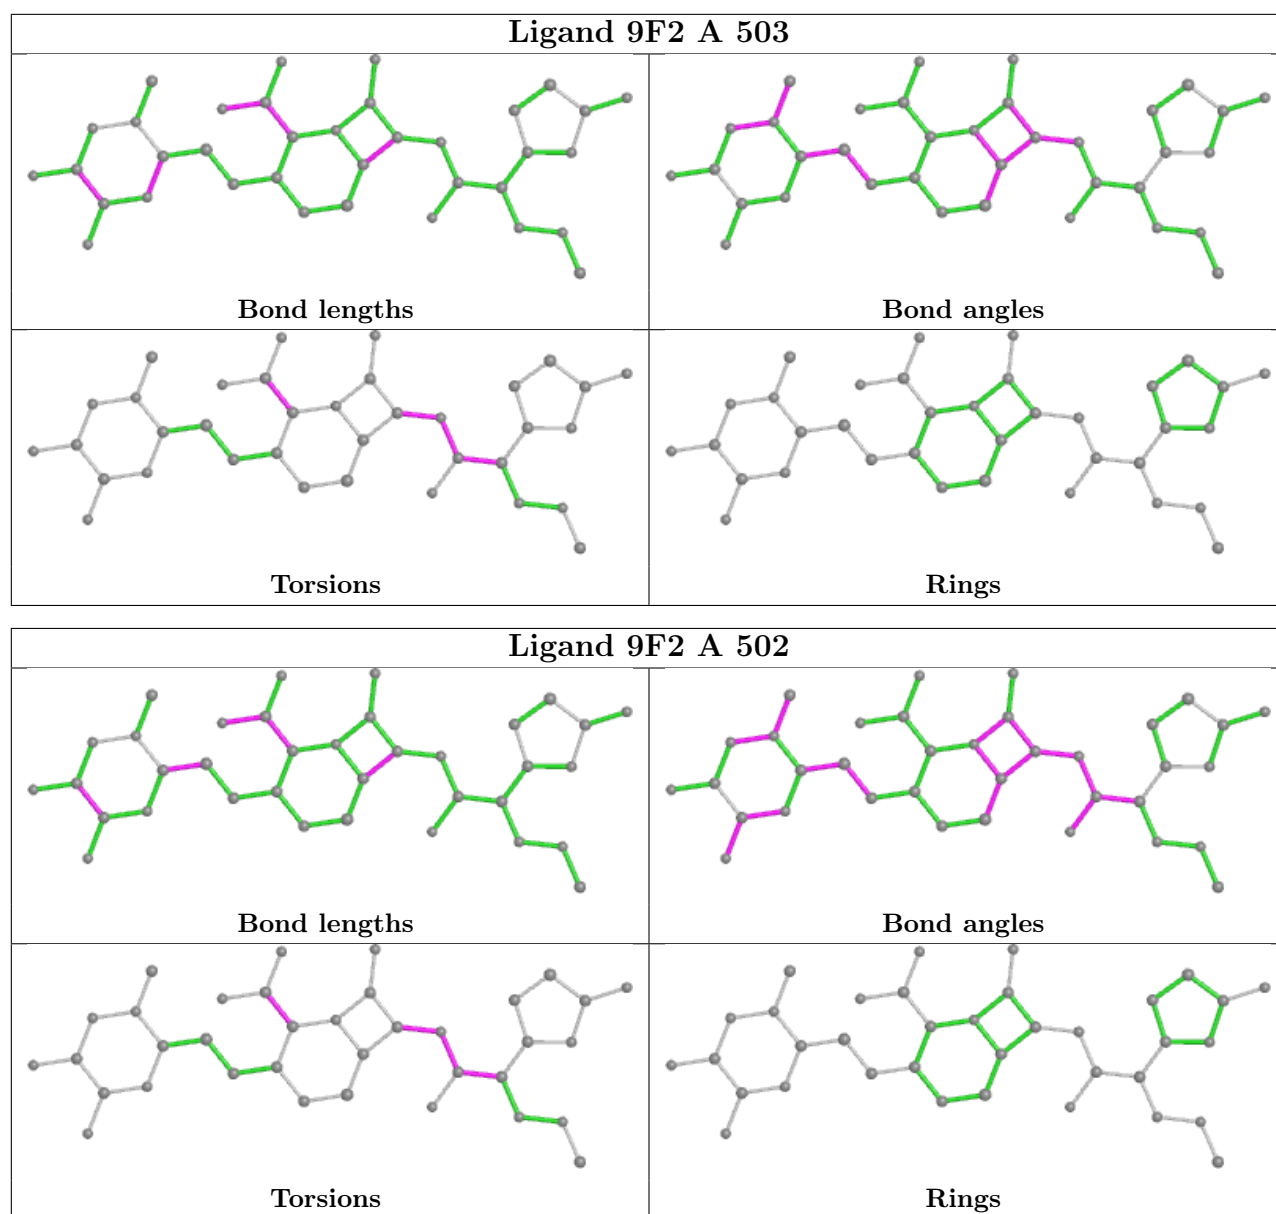 Ligand 9F2 A 503
Bond lengths
Bond angles
Torsions
Rings
Ligand 9F2 A 502
Bond lengths
Bond angles
Torsions
Rings